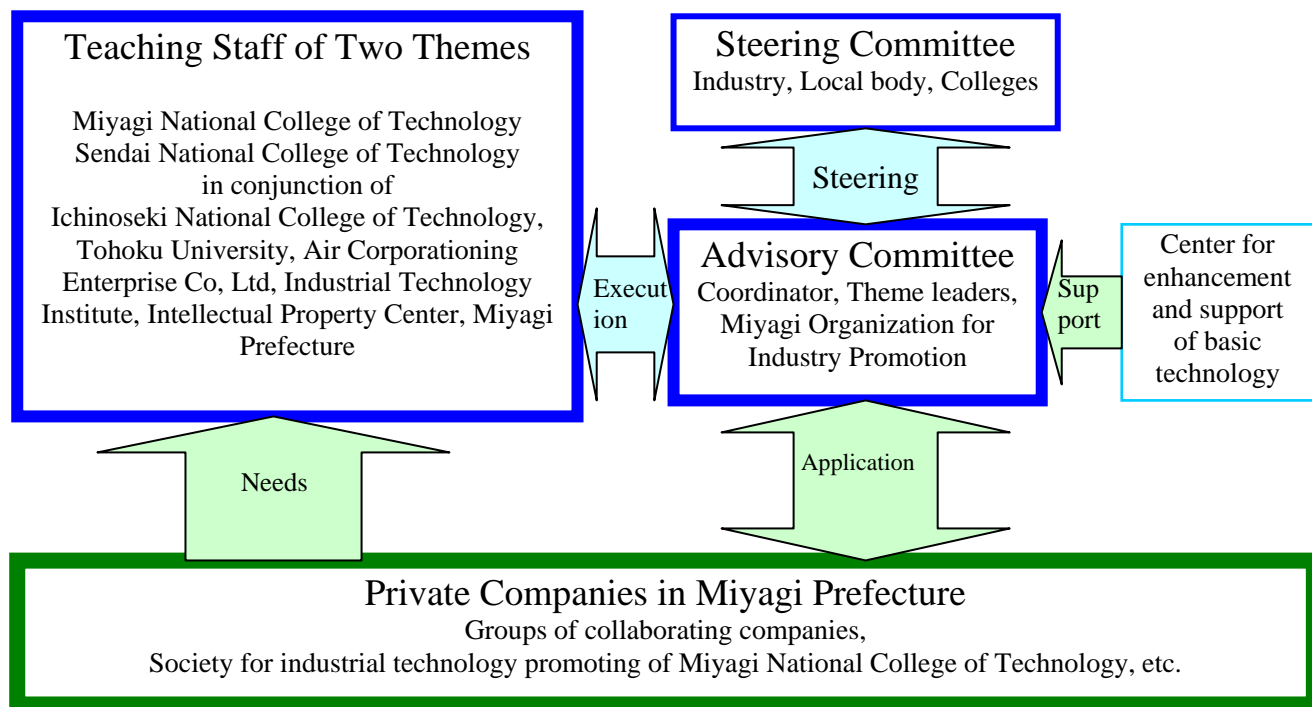 Teaching Staff of Two Themes
Miyagi National College of Technology
Sendai National College of Technology
in conjunction of
Ichinoseki National College of Technology,
Tohoku University, Air Corporationing
Enterprise Co, Ltd, Industrial Technology
Institute, Intellectual Property Center, Miyagi
Prefecture
Steering Committee
Industry, Local body, Colleges
Steering
Execut
ion
Advisory Committee
Coordinator, Theme leaders,
Miyagi Organization for
Industry Promotion
Sup
port
Center for
enhancement
and support
of basic
technology
Needs
Application
Private Companies in Miyagi Prefecture
Groups of collaborating companies,
Society for industrial technology promoting of Miyagi National College of Technology, etc.